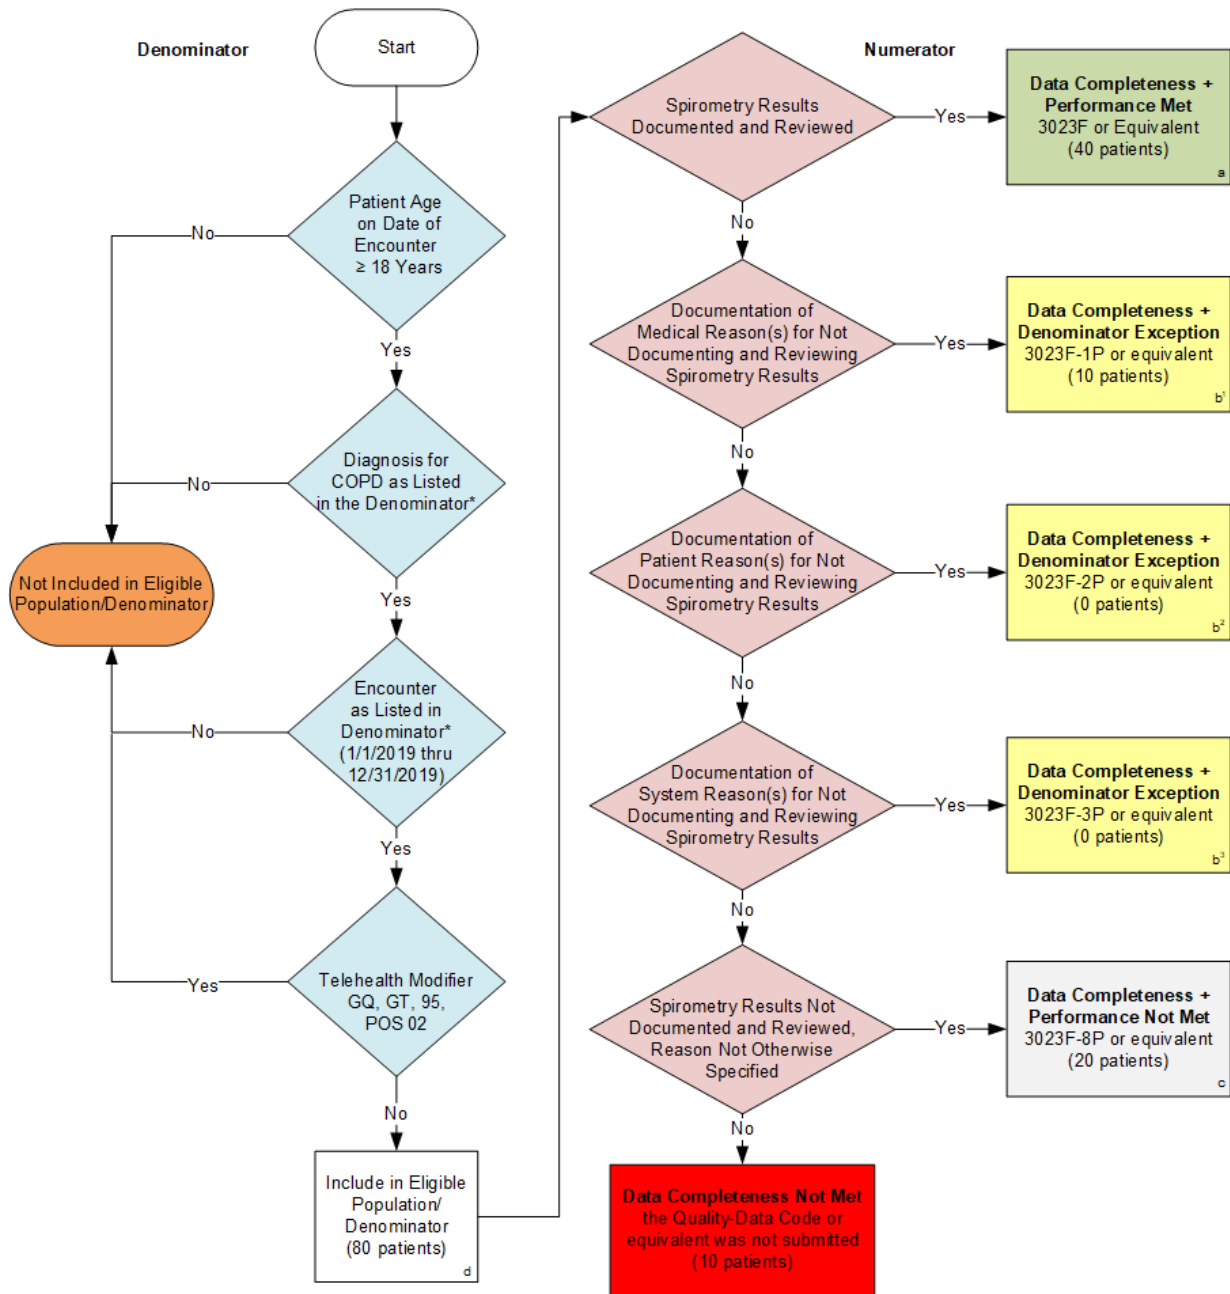 Denominator
Start
Patient Age
on Date of
Encounter
≥ 18 Years
No
Yes
Diagnosis for
COPD as Listed
in the Denominator*
No
Not Included in Eligible
Population/Denominator
Yes
Encounter
as Listed in
Denominator*
(1/1/2019 thru
12/31/2019)
No
Yes
Telehealth Modifier
GQ, GT, 95,
POS 02
Yes
No
Include in Eligible
Population/
Denominator
(80 patients)
d
Numerator
Spirometry Results
Documented and Reviewed
Yes
Data Completeness +
Performance Met
3023F or Equivalent
(40 patients)
a
No
Documentation of
Medical Reason(s) for Not
Documenting and Reviewing
Spirometry Results
Yes
Data Completeness +
Denominator Exception
3023F-1P or equivalent
(10 patients)
b¹
No
Documentation of
Patient Reason(s) for Not
Documenting and Reviewing
Spirometry Results
Yes
Data Completeness +
Denominator Exception
3023F-2P or equivalent
(0 patients)
b²
No
Documentation of
System Reason(s) for Not
Documenting and Reviewing
Spirometry Results
Yes
Data Completeness +
Denominator Exception
3023F-3P or equivalent
(0 patients)
b³
No
Spirometry Results Not
Documented and Reviewed,
Reason Not Otherwise
Specified
Yes
Data Completeness +
Performance Not Met
3023F-8P or equivalent
(20 patients)
c
No
Data Completeness Not Met
the Quality-Data Code or
equivalent was not submitted
(10 patients)